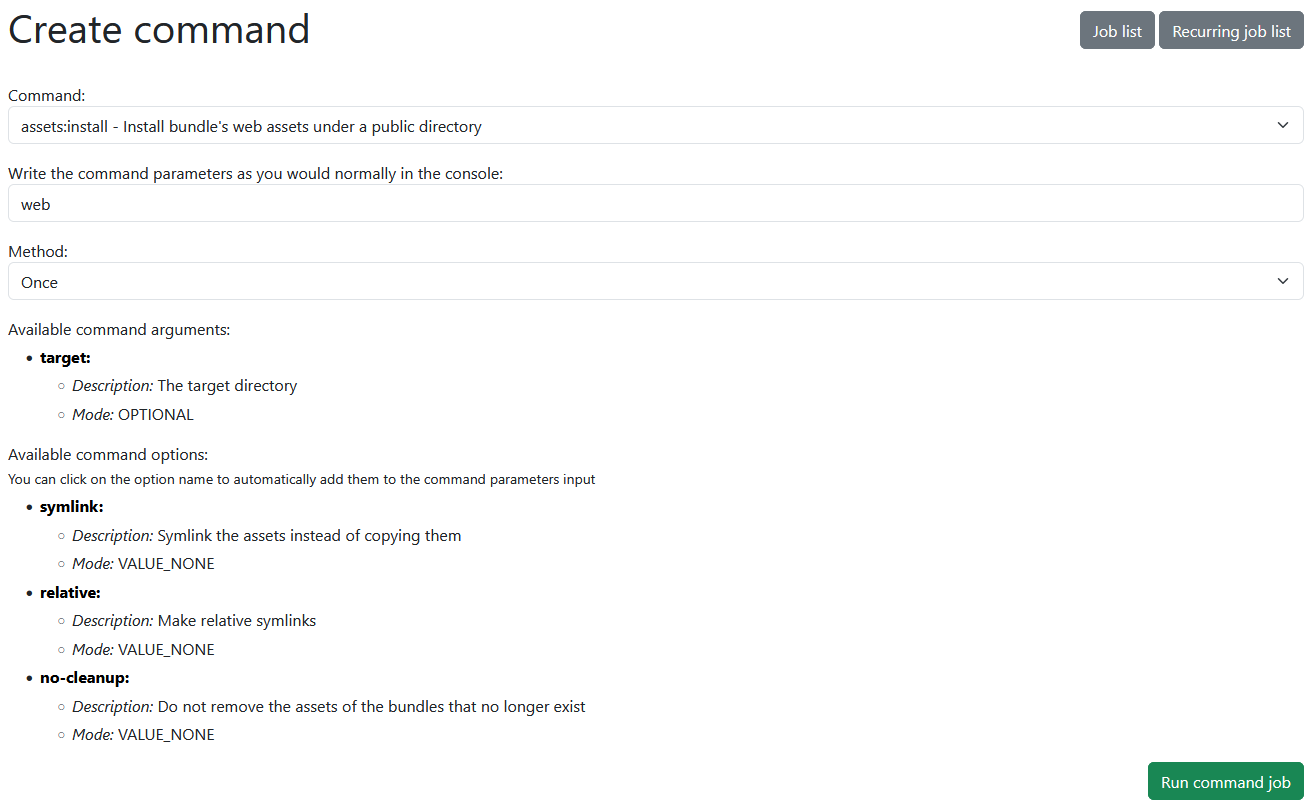 Create command
Job list
Recurring job list
Command:
assets:install - Install bundle's web assets under a public directory
Write the command parameters as you would normally in the console:
web
Method:
Once
Available command arguments:
target:
Description: The target directory
Mode: OPTIONAL
Available command options:
You can click on the option name to automatically add them to the command parameters input
symlink:
Description: Symlink the assets instead of copying them
Mode: VALUE_NONE
relative:
Description: Make relative symlinks
Mode: VALUE_NONE
no-cleanup:
Description: Do not remove the assets of the bundles that no longer exist
Mode: VALUE_NONE
Run command job